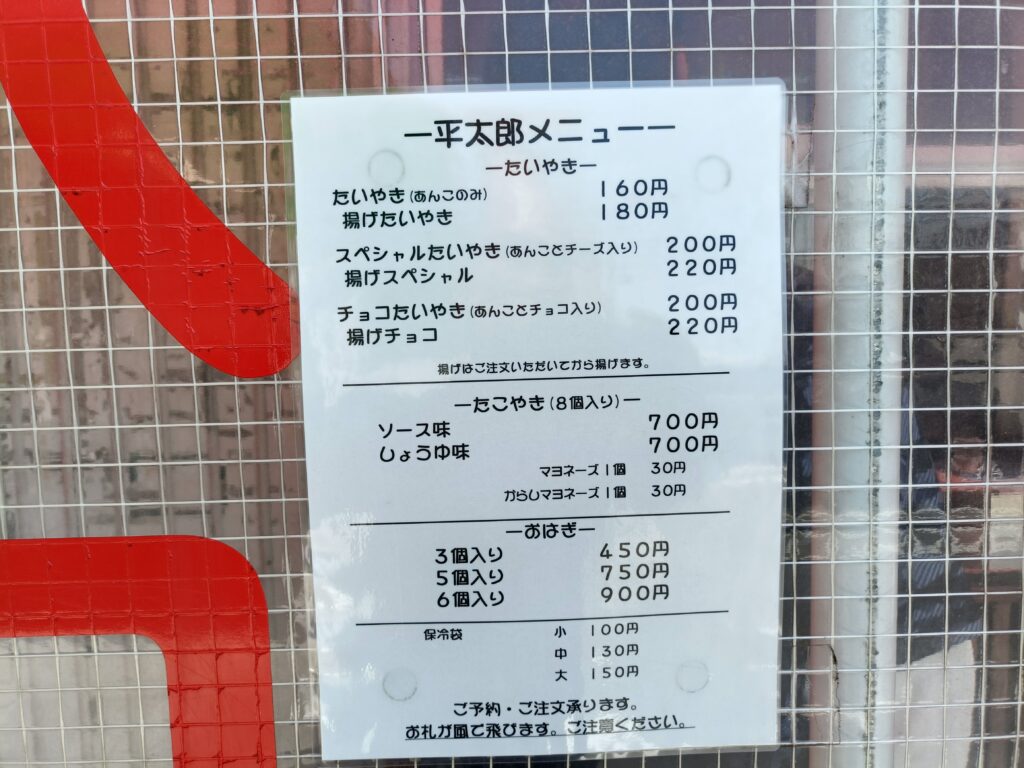 一平太郎メニュー一
一たいやき一
たいやき(あんこのみ) 160円
揚げたいやき 180円
スペシャルたいやき(あんことチーズ入り) 200円
揚げスペシャル 220円
チョコたいやき(あんことチョコ入り) 200円
揚げチョコ 220円
揚げはご注文いただいてから揚げます。
一たこやき(8個入り)一
ソース味 700円
しょうゆ味 700円
マヨネーズ1個 30円
からしマヨネーズ1個 30円
一おはぎ一
3個入り 450円
5個入り 750円
6個入り 900円
保冷袋 小 100円
中 130円
大 150円
ご予約・ご注文承ります。
お札が風で飛びます。ご注意ください。